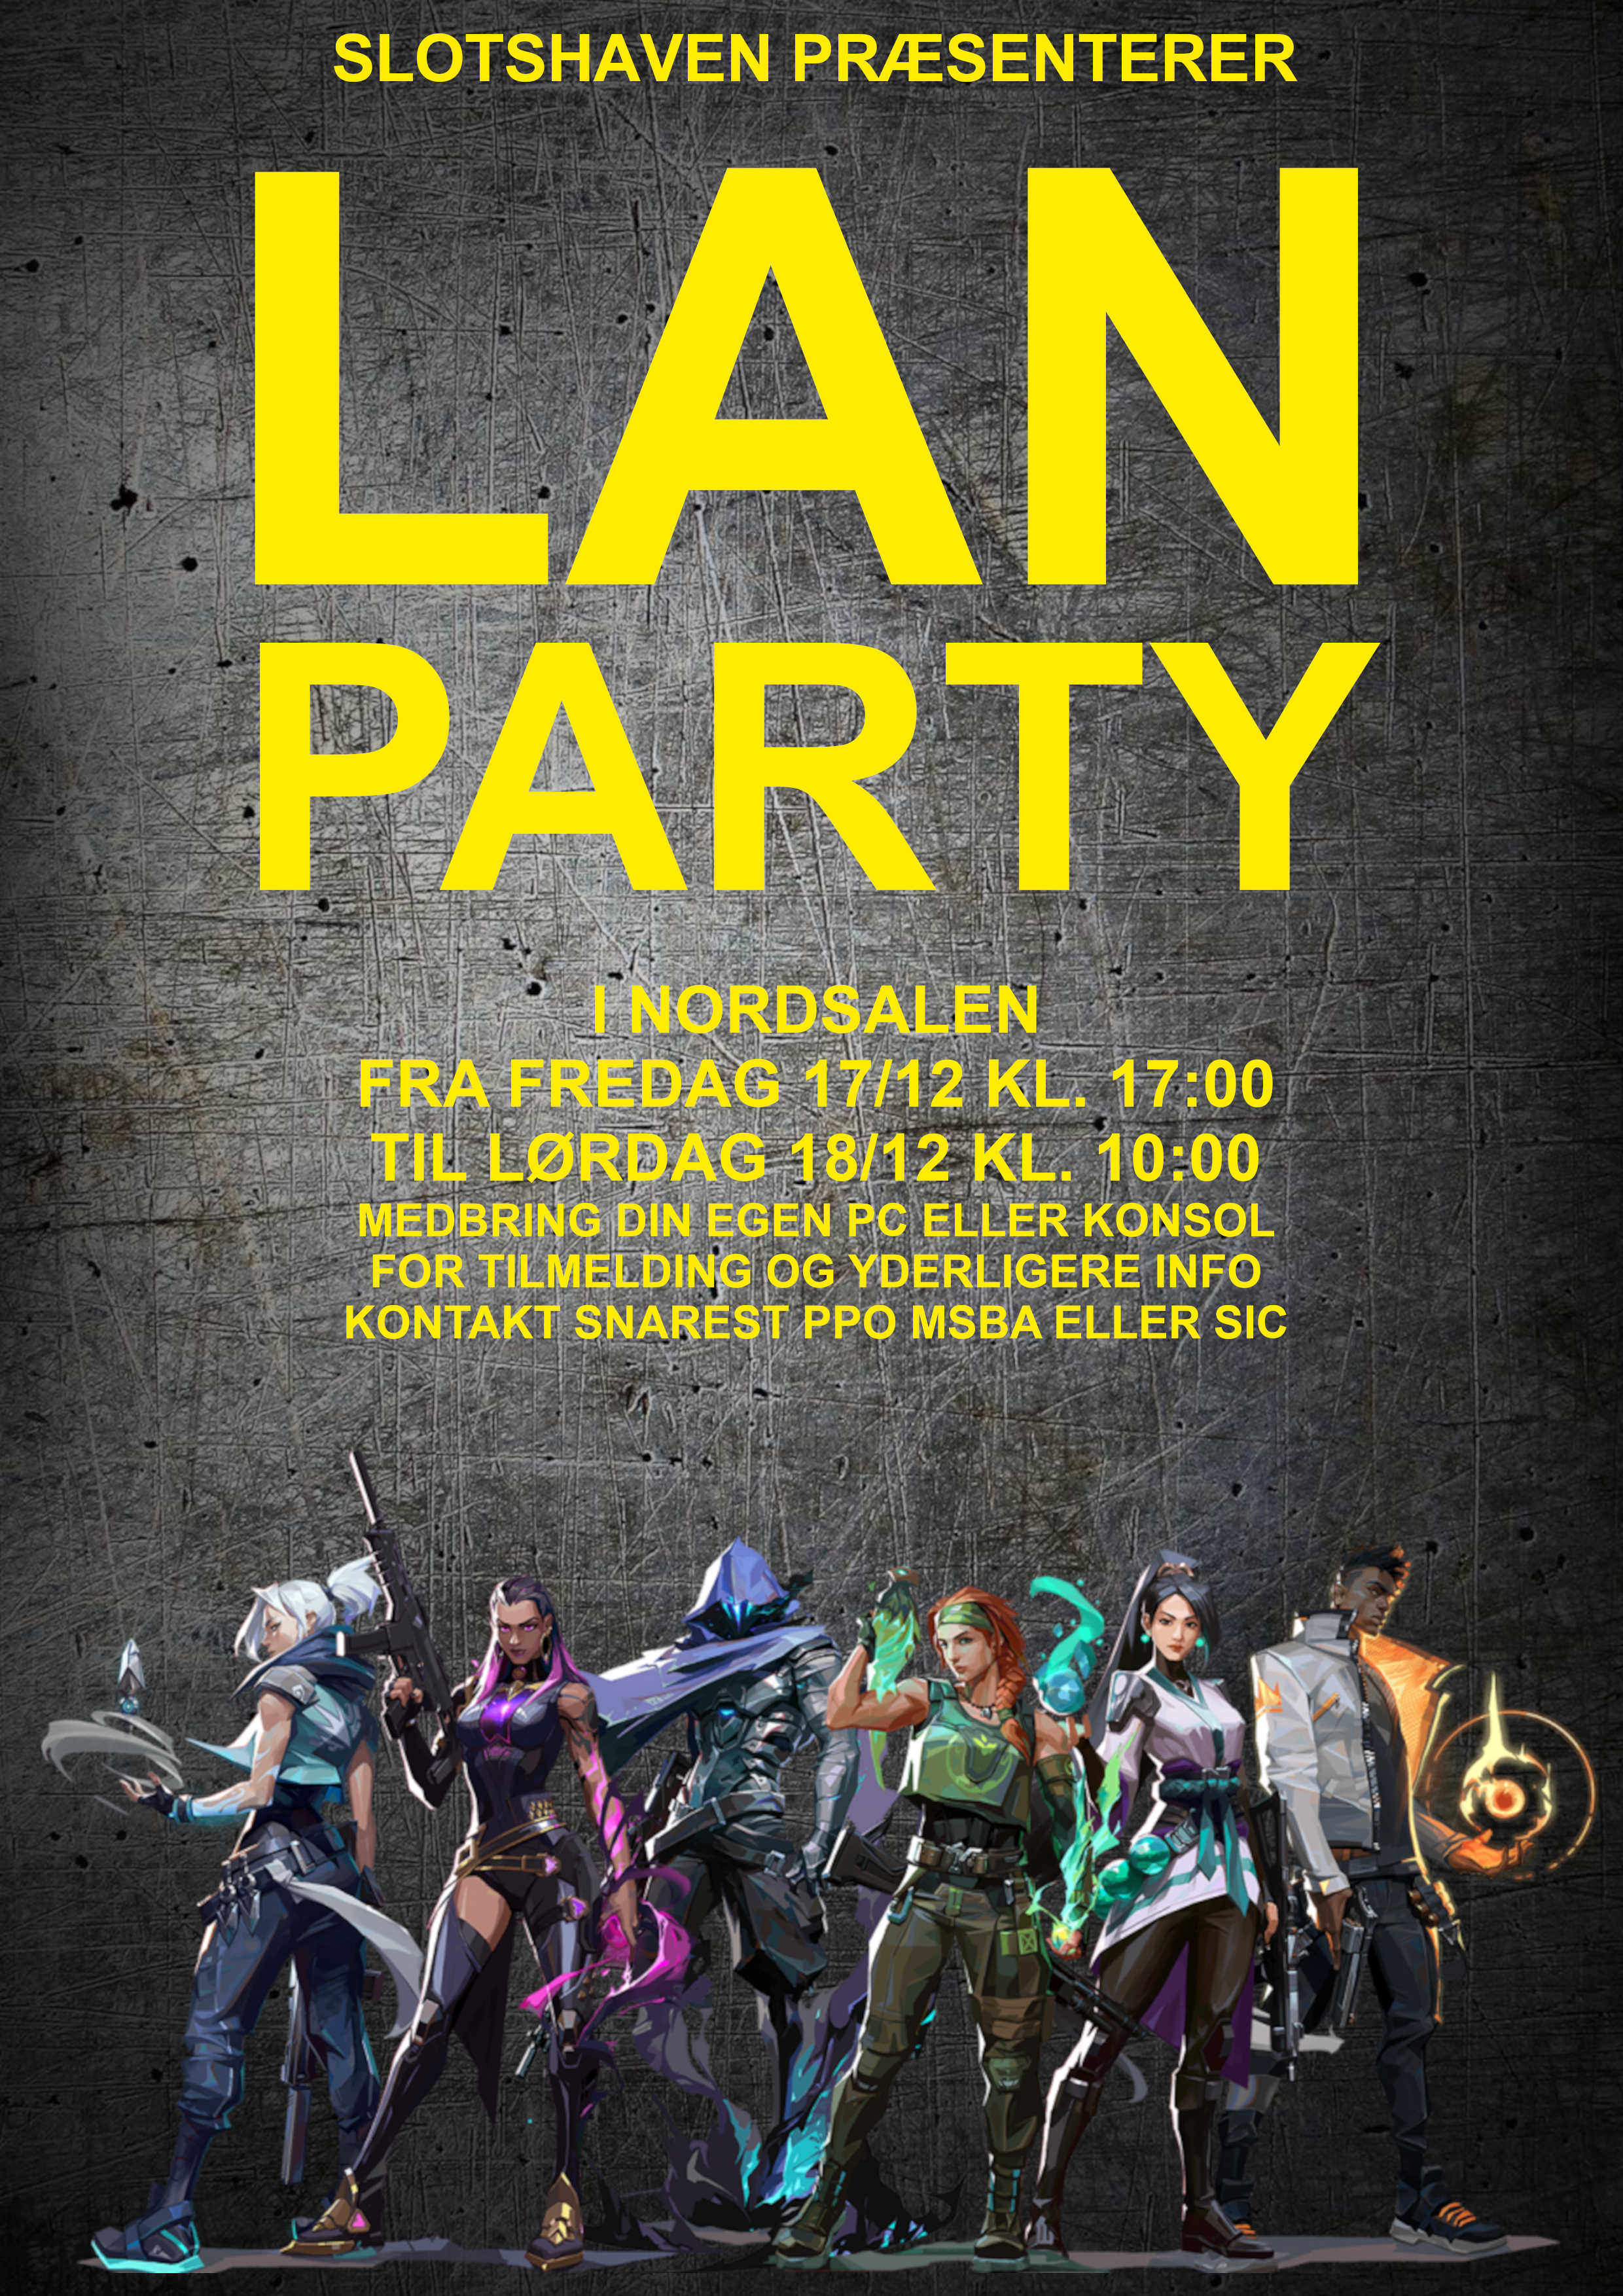 SLOTSHAVEN PRÆSENTERER
LAN
PARTY
I NORDSALEN
FRA FREDAG 17/12 KL. 17:00
TIL LØRDAG 18/12 KL. 10:00
MEDBRING DIN EGEN PC ELLER KONSOL
FOR TILMELDING OG YDERLIGERE INFO
KONTAKT SNAREST PPO MSBA ELLER SIC